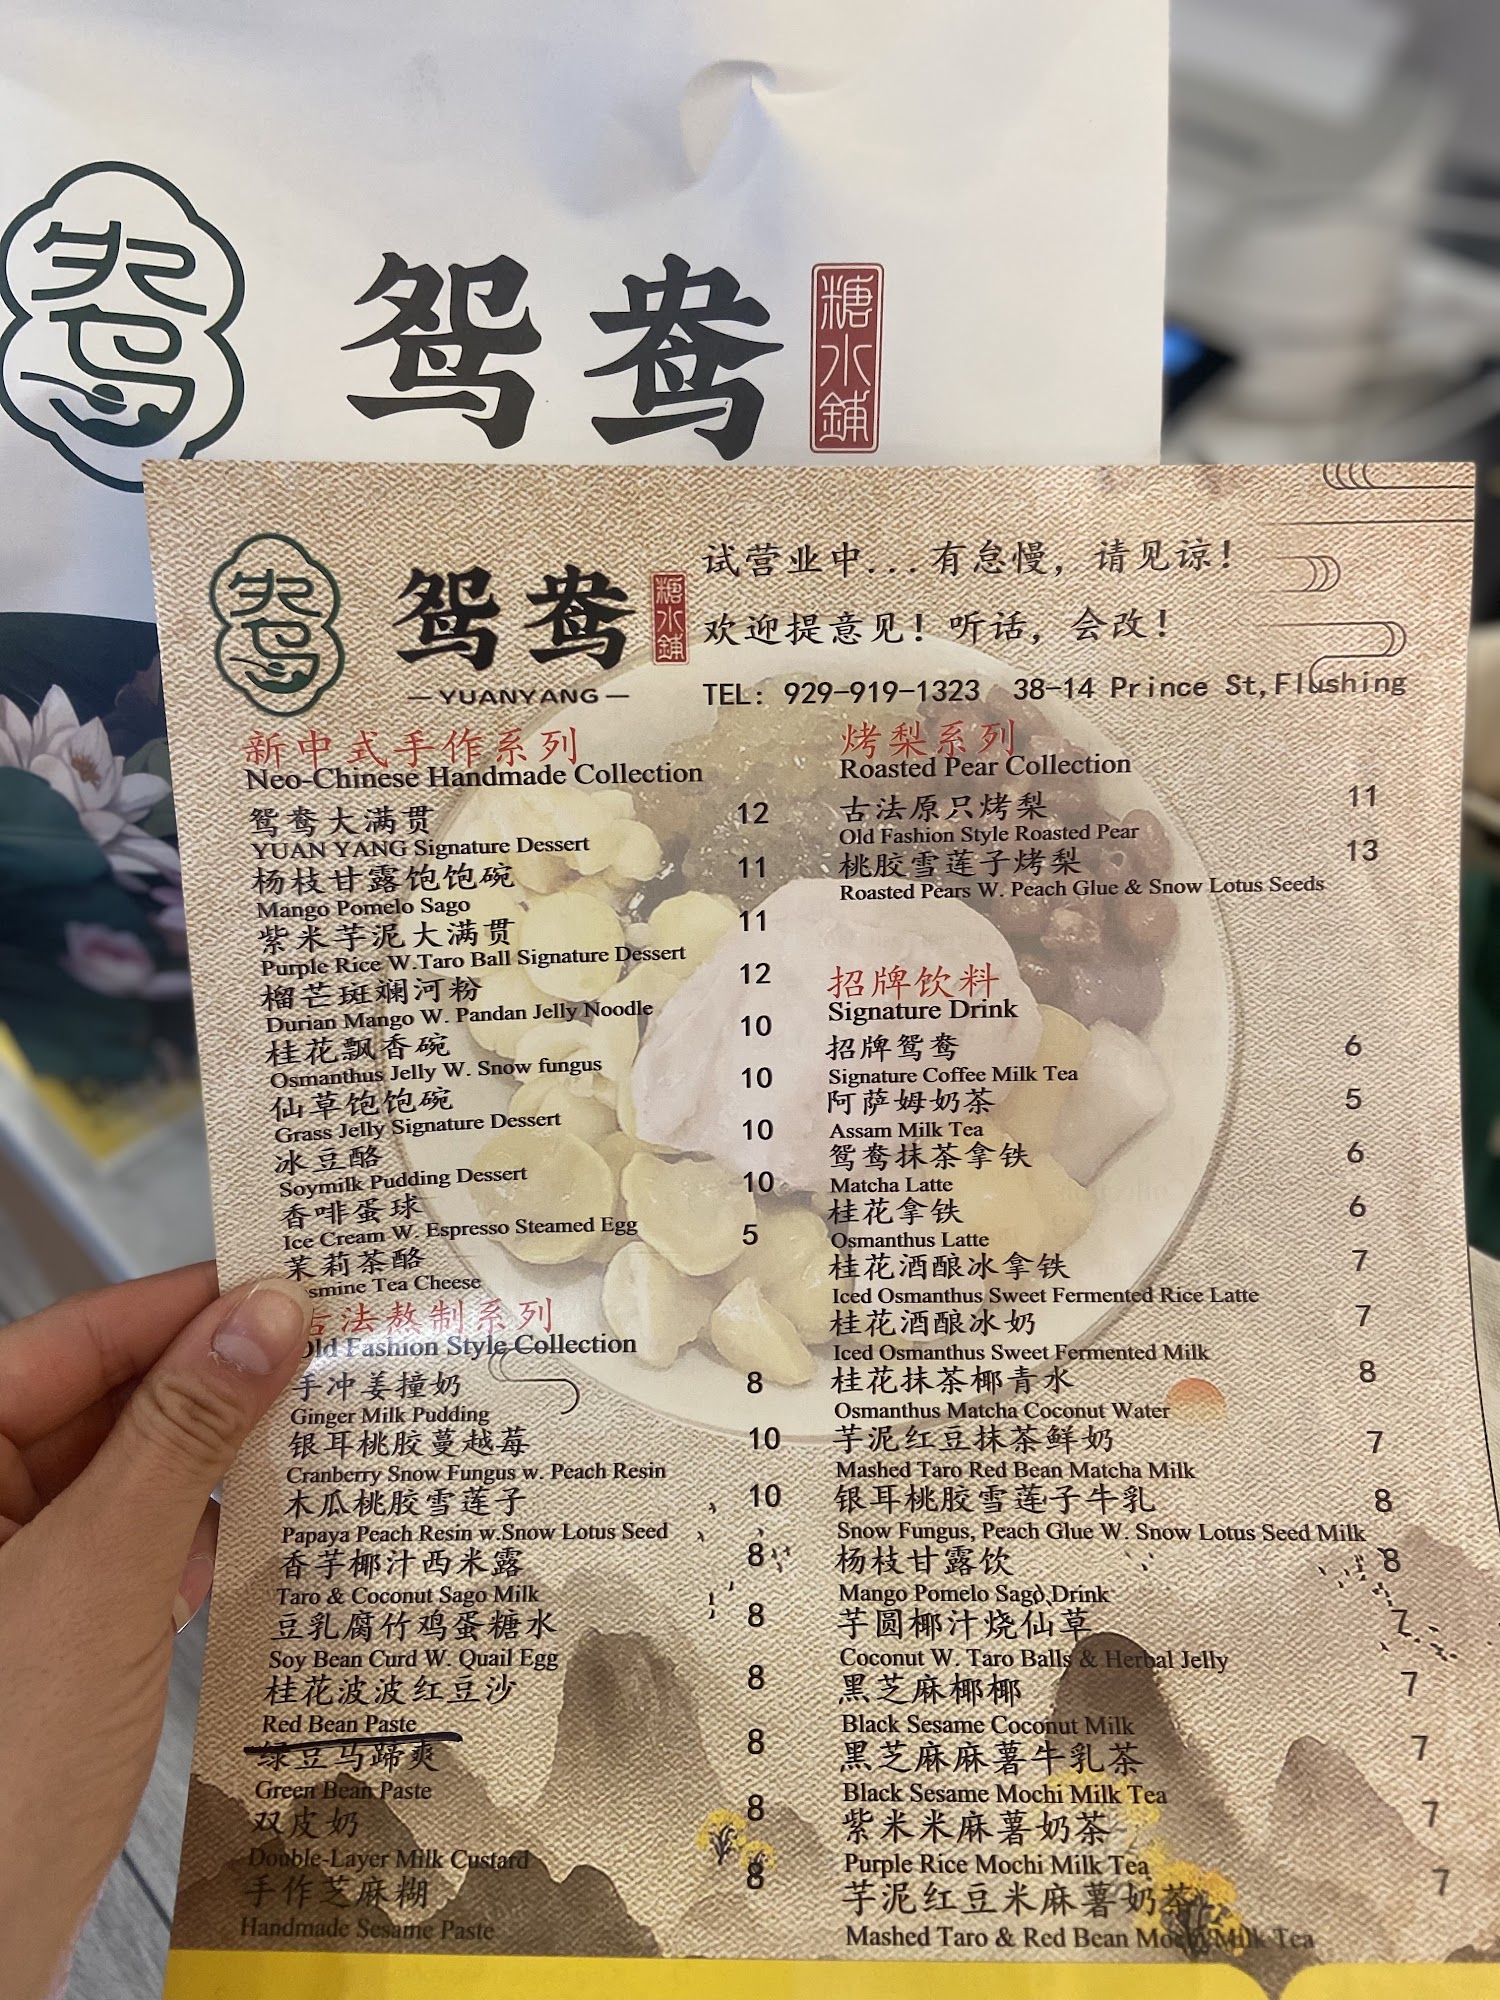 鸳鸯
糖水鋪
鸳鸯
糖水鋪
— YUANYANG —
试营业中...有怠慢，请见谅！
欢迎提意见！听话，会改！
TEL: 929-919-1323 38-14 Prince St,Flushing
新中式手作系列
Neo-Chinese Handmade Collection
鸳鸯大满贯 12
YUAN YANG Signature Dessert
杨枝甘露饱饱碗 11
Mango Pomelo Sago
紫米芋泥大满贯 11
Purple Rice W.Taro Ball Signature Dessert
榴芒斑斓河粉 12
Durian Mango W. Pandan Jelly Noodle
桂花飘香碗 10
Osmanthus Jelly W. Snow fungus
仙草饱饱碗 10
Grass Jelly Signature Dessert
冰豆酪 10
Soymilk Pudding Dessert
香啡蛋球 10
Ice Cream W. Espresso Steamed Egg
茉莉茶酪 5
smine Tea Cheese
古法熬制系列
Old Fashion Style Collection
手冲姜撞奶 8
Ginger Milk Pudding
银耳桃胶蔓越莓 10
Cranberry Snow Fungus w. Peach Resin
木瓜桃胶雪莲子 10
Papaya Peach Resin w.Snow Lotus Seed
香芋椰汁西米露 8
Taro & Coconut Sago Milk
豆乳腐竹鸡蛋糖水 8
Soy Bean Curd W. Quail Egg
桂花波波红豆沙 8
Red Bean Paste
绿豆马蹄爽 8
Green Bean Paste
双皮奶 8
Double-Layer Milk Custard
手作芝麻糊 8
Handmade Sesame Paste
烤梨系列
Roasted Pear Collection
古法原只烤梨 11
Old Fashion Style Roasted Pear
桃胶雪莲子烤梨 13
Roasted Pears W. Peach Glue & Snow Lotus Seeds
招牌饮料
Signature Drink
招牌鸳鸯 6
Signature Coffee Milk Tea
阿萨姆奶茶 5
Assam Milk Tea
鸳鸯抹茶拿铁 6
Matcha Latte
桂花拿铁 6
Osmanthus Latte
桂花酒酿冰拿铁 7
Iced Osmanthus Sweet Fermented Rice Latte
桂花酒酿冰奶 7
Iced Osmanthus Sweet Fermented Milk
桂花抹茶椰青水 8
Osmanthus Matcha Coconut Water
芋泥红豆抹茶鲜奶 7
Mashed Taro Red Bean Matcha Milk
银耳桃胶雪莲子牛乳 8
Snow Fungus, Peach Glue W. Snow Lotus Seed Milk
杨枝甘露饮 8
Mango Pomelo Sago Drink
芋圆椰汁烧仙草 7
Coconut W. Taro Balls & Herbal Jelly
黑芝麻椰椰 7
Black Sesame Coconut Milk
黑芝麻麻薯牛乳茶 7
Black Sesame Mochi Milk Tea
紫米米麻薯奶茶 7
Purple Rice Mochi Milk Tea
芋泥红豆米麻薯奶茶 7
Mashed Taro & Red Bean Mochi Milk Tea